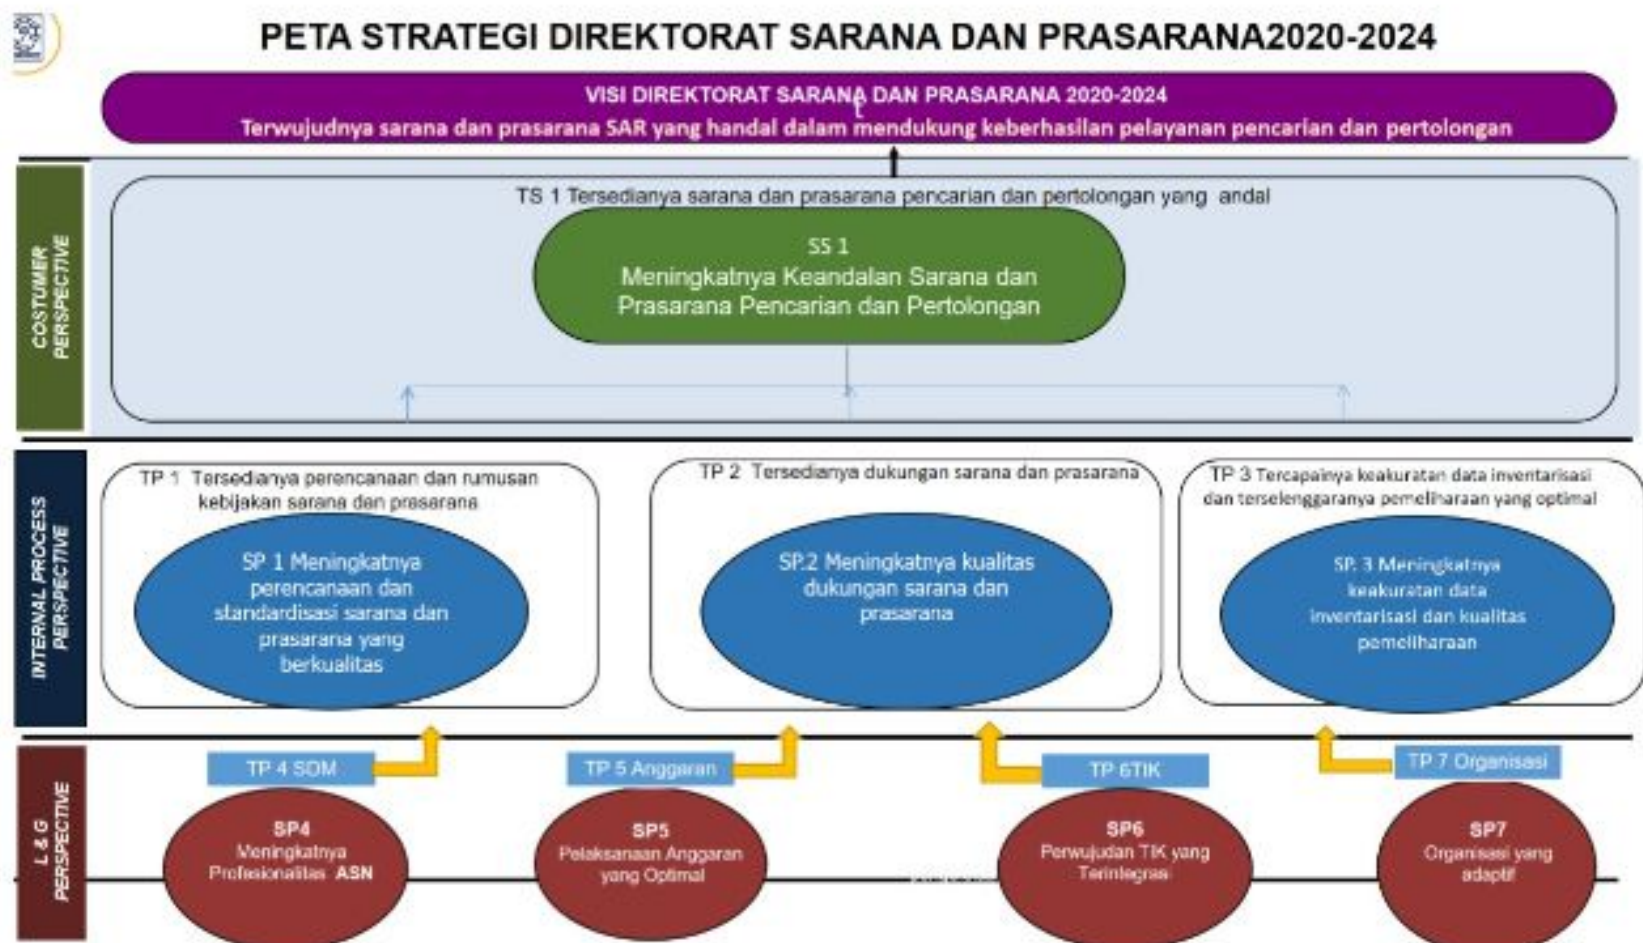 PETA STRATEGI DIREKTORAT SARANA DAN PRASARANA2020-2024
VISI DIREKTORAT SARANA DAN PRASARANA 2020-2024
t
Terwujudnya sarana dan prasarana SAR yang handal dalam mendukung keberhasilan pelayanan pencarian dan pertolongan
COSTUMER
PERSPECTIVE
TS 1 Tersedianya sarana dan prasarana pencarian dan pertolongan yang andal
SS 1
Meningkatnya Keandalan Sarana dan
Prasarana Pencarian dan Pertolongan
INTERNAL PROCESS
PERSPECTIVE
TP 1 Tersedianya perencanaan dan rumusan
kebijakan sarana dan prasarana
SP 1 Meningkatnya
perencanaan dan
standardisasi sarana dan
prasarana yang
berkualitas
TP 2 Tersedianya dukungan sarana dan prasarana
SP.2 Meningkatnya kualitas
dukungan sarana dan
prasarana
TP 3 Tercapainya keakuratan data inventarisasi
dan terselenggaranya pemeliharaan yang optimal
SP. 3 Meningkatnya
keakuratan data
inventarisasi dan kualitas
pemeliharaan
L & G
PERSPECTIVE
TP 4 SDM
SP4
Meningkatnya
Profesionalitas ASN
TP 5 Anggaran
SP5
Pelaksanaan Anggaran
yang Optimal
TP 6TIK
SP6
Perwujudan TIK yang
Terintegrasi
TP 7 Organisasi
SP7
Organisasi yang
adaptif